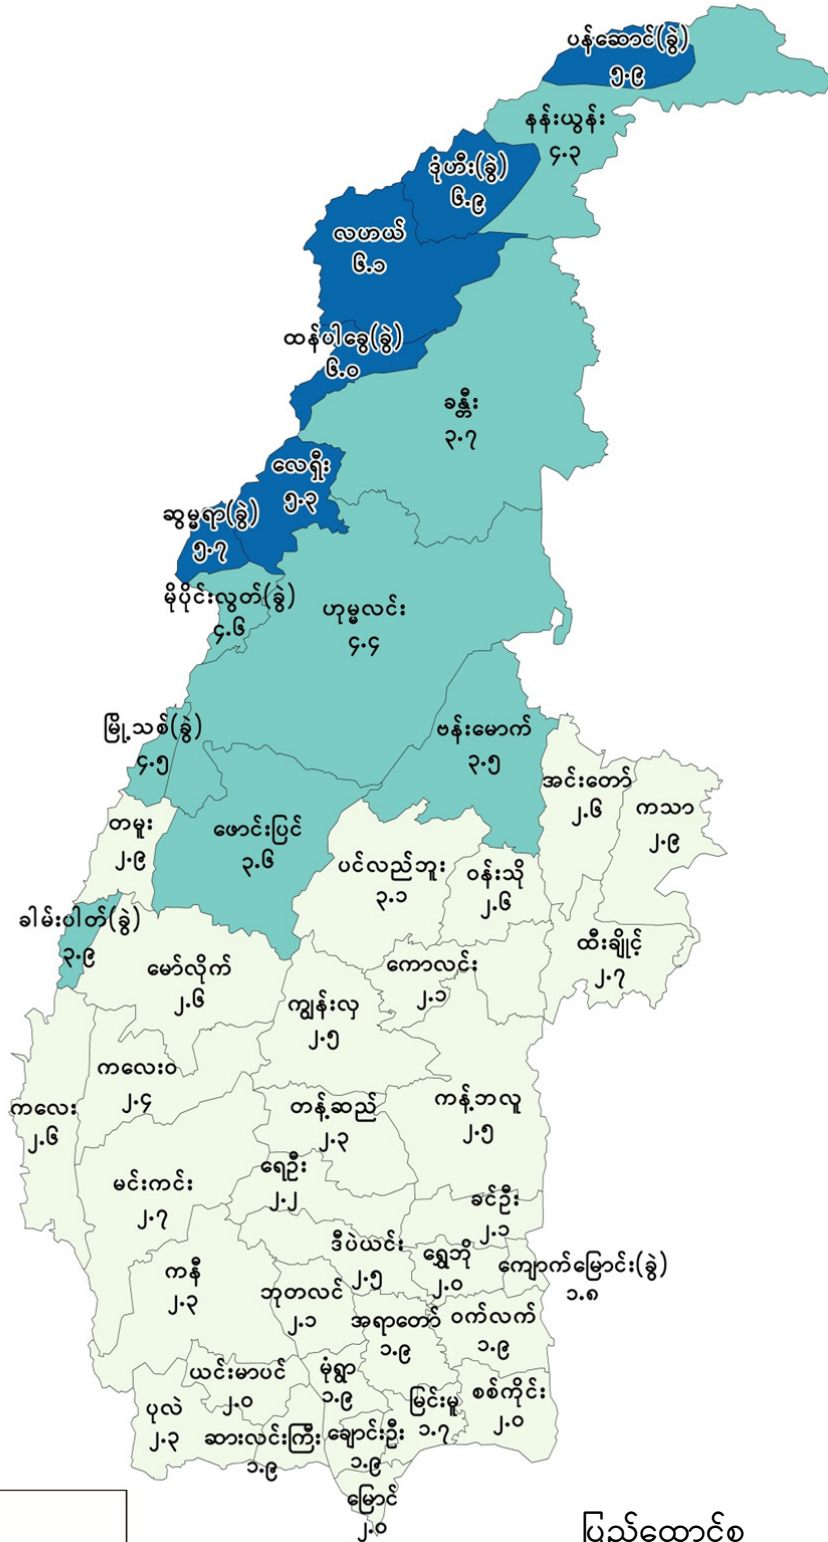 ပန်ဆောင်(ခွဲ)
၅.၉
နန်းယွန်း
၄.၃
ဒုံဟီး(ခွဲ)
၆.၉
လဟယ်
၆.၁
ထန်ပါခွေ(ခွဲ)
၆.၀
ခန္တီး
၃.၇
လေရှီး
၅.၃
ဆွမ္မရာ(ခွဲ)
၅.၇
မိုပိုင်းလွတ်(ခွဲ)
၄.၆
ဟုမ္မလင်း
၄.၄
မြို့သစ်(ခွဲ)
၄.၅
ဗန်းမောက်
၃.၅
အင်းတော်
၂.၆
ကသာ
၂.၉
တမူး
၂.၉
ဖောင်းပြင်
၃.၆
ပင်လည်ဘူး
၃.၁
ဝန်းသို
၂.၆
ခါမ်းပါတ်(ခွဲ)
၃.၉
ထီးချိုင့်
၂.၇
မော်လိုက်
၂.၆
ကောလင်း
၂.၁
ကျွန်းလှ
၂.၅
ကလေးဝ
၂.၄
ကလေး
၂.၆
တန့်ဆည်
၂.၃
ကန့်ဘလူ
၂.၅
မင်းကင်း
၂.၇
ရေဦး
၂.၂
ခင်ဦး
၂.၁
ဒီပဲယင်း
၂.၅
ရွှေဘို
၂.၀
ကျောက်မြောင်း(ခွဲ)
၁.၈
ကနီ
၂.၃
ဘုတလင်
၂.၁
အရာတော်
၁.၉
ဝက်လက်
၁.၉
ယင်းမာပင်
၂.၀
မုံရွာ
၁.၉
မြင်းမူ
၁.၇
စစ်ကိုင်း
၂.၀
ပုလဲ
၂.၃
ဆားလင်းကြီး
၁.၉
ချောင်းဦး
၁.၉
မြောင်
၂.၀
ပြည်ထောင်စု